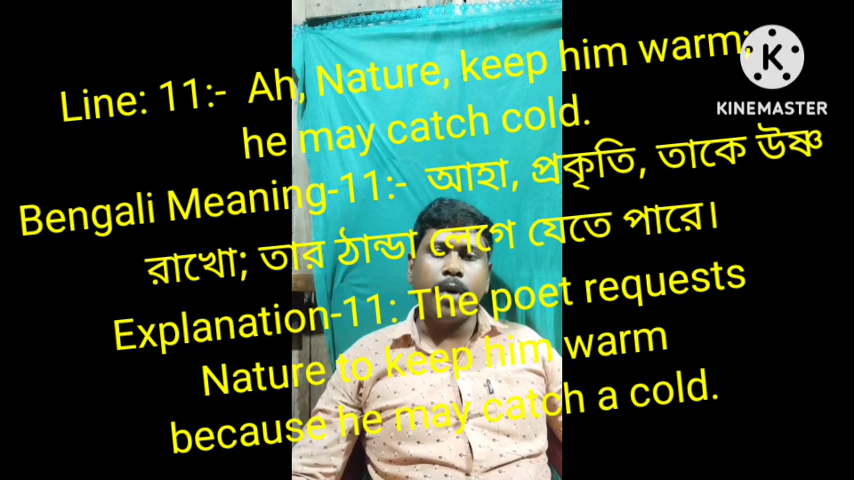 Line: 11:- Ah, Nature, keep him warm;
he may catch cold.
Bengali Meaning-11:- আহা, প্রকৃতি, তাকে উষ্ণ
রাখো; তার ঠান্ডা লেগে যেতে পারে।
Explanation-11: The poet requests
Nature to keep him warm
because he may catch a cold.
K
KINEMASTER